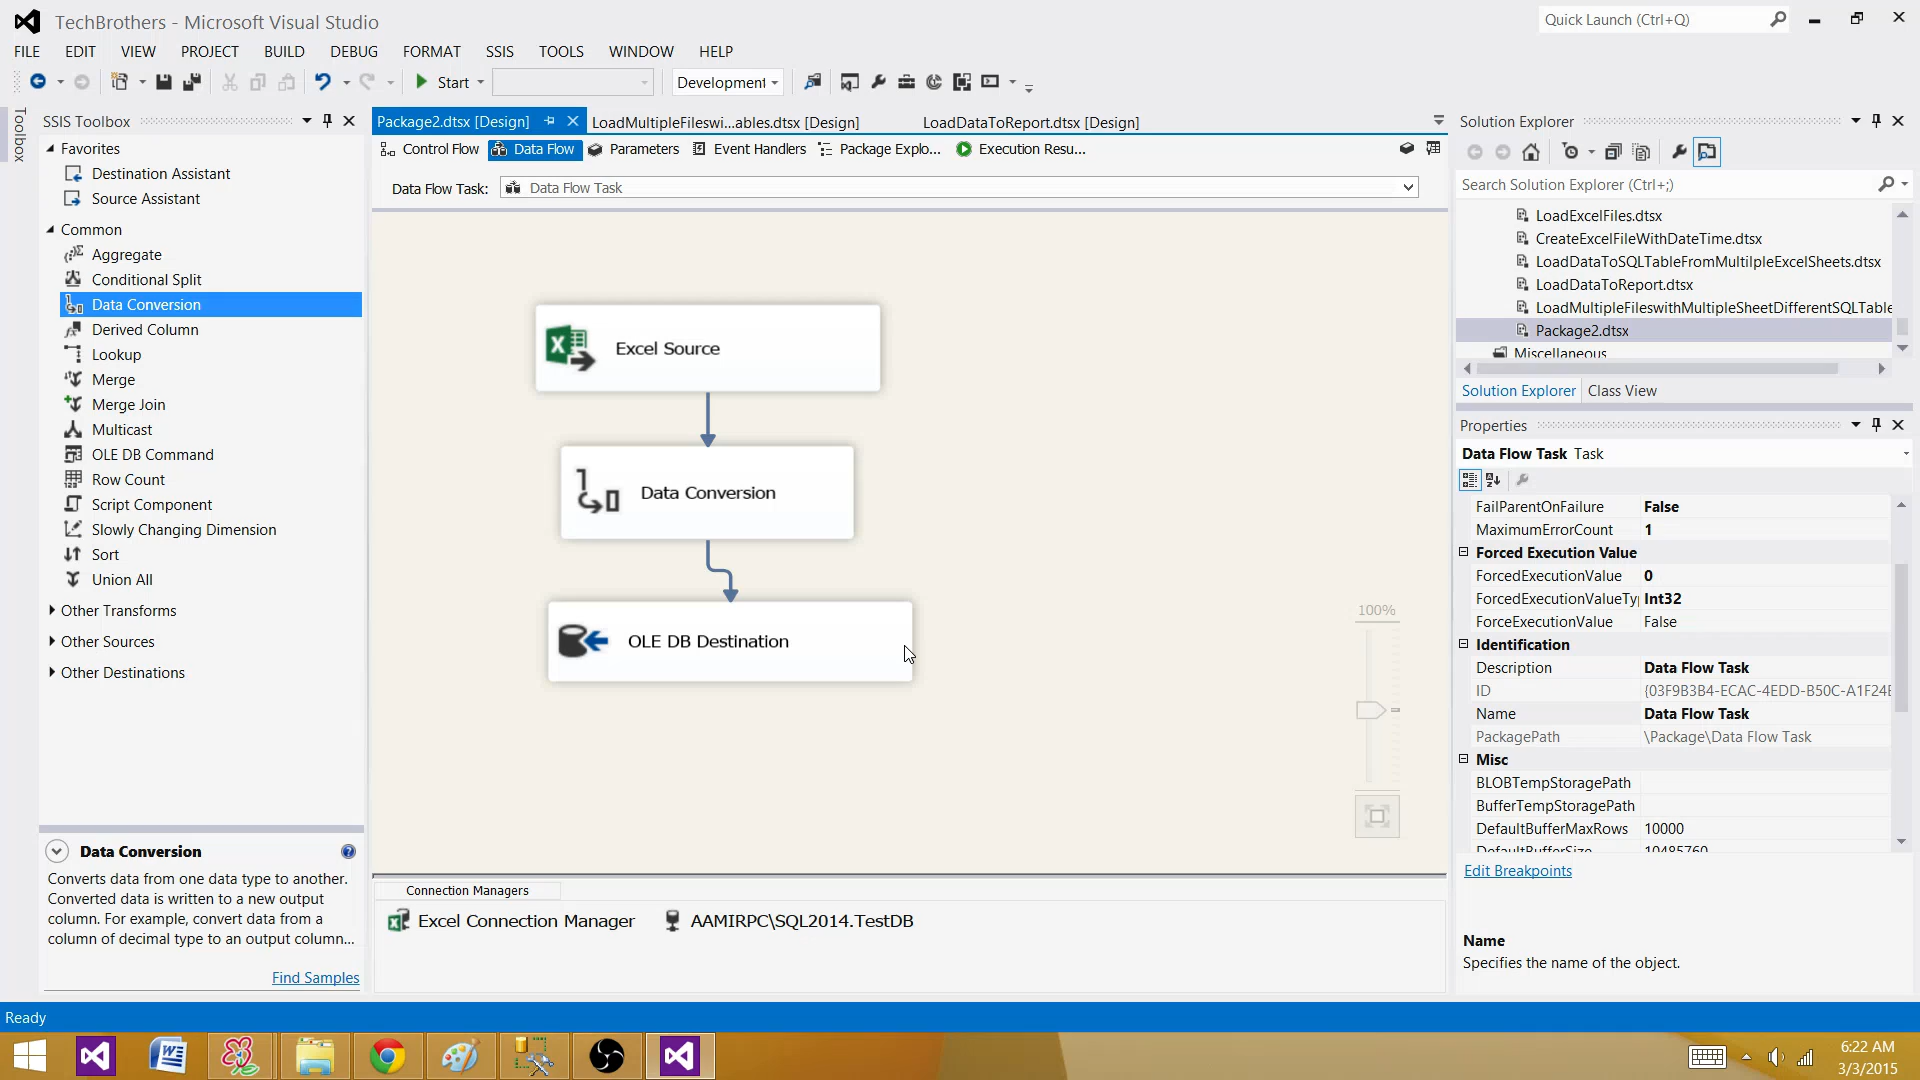 TechBrothers - Microsoft Visual Studio
Quick Launch (Ctrl+Q)
FILE EDIT VIEW PROJECT BUILD DEBUG FORMAT SSIS TOOLS WINDOW HELP
Start Development
Toolbox
SSIS Toolbox
Favorites
Destination Assistant
Source Assistant
Common
Aggregate
Conditional Split
Data Conversion
Derived Column
Lookup
Merge
Merge Join
Multicast
OLE DB Command
Row Count
Script Component
Slowly Changing Dimension
Sort
Union All
Other Transforms
Other Sources
Other Destinations
Data Conversion
Converts data from one data type to another.
Converted data is written to a new output
column. For example, convert data from a
column of decimal type to an output column...
Find Samples
Package2.dtsx [Design] LoadMultipleFileswi...ables.dtsx [Design] LoadDataToReport.dtsx [Design]
Control Flow Data Flow Parameters Event Handlers Package Explo... Execution Resu...
Data Flow Task: Data Flow Task
Excel Source
Data Conversion
OLE DB Destination
100%
Connection Managers
Excel Connection Manager AAMIRPC\SQL2014.TestDB
Solution Explorer
Search Solution Explorer (Ctrl+;)
LoadExcelFiles.dtsx
CreateExcelFileWithDateTime.dtsx
LoadDataToSQLTableFromMultilpleExcelSheets.dtsx
LoadDataToReport.dtsx
LoadMultipleFileswithMultipleSheetDifferentSQLTable
Package2.dtsx
Miscellaneous
Solution Explorer Class View
Properties
Data Flow Task Task
FailParentOnFailure False
MaximumErrorCount 1
Forced Execution Value
ForcedExecutionValue 0
ForcedExecutionValueTy Int32
ForceExecutionValue False
Identification
Description Data Flow Task
ID {03F9B3B4-ECAC-4EDD-B50C-A1F24E
Name Data Flow Task
PackagePath \Package\Data Flow Task
Misc
BLOBTempStoragePath
BufferTempStoragePath
DefaultBufferMaxRows 10000
DefaultBufferSize 10485760
Edit Breakpoints
Name
Specifies the name of the object.
Ready
6:22 AM
3/3/2015